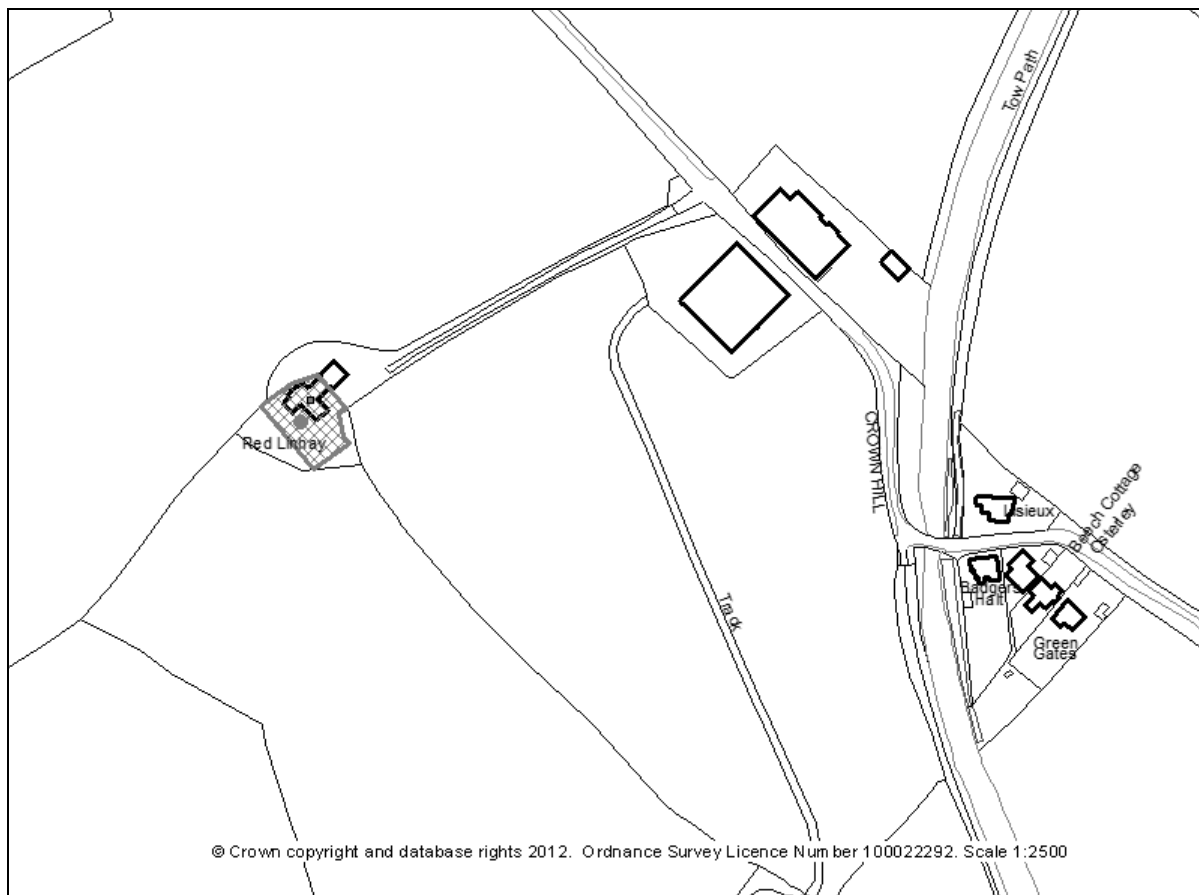 Tow Path
Red Linhay
CROWN HILL
Lisieux
Beech Cottage
Osterley
Badgers
Halt
Green
Gates
Track
© Crown copyright and database rights 2012. Ordnance Survey Licence Number 100022292. Scale 1:2500